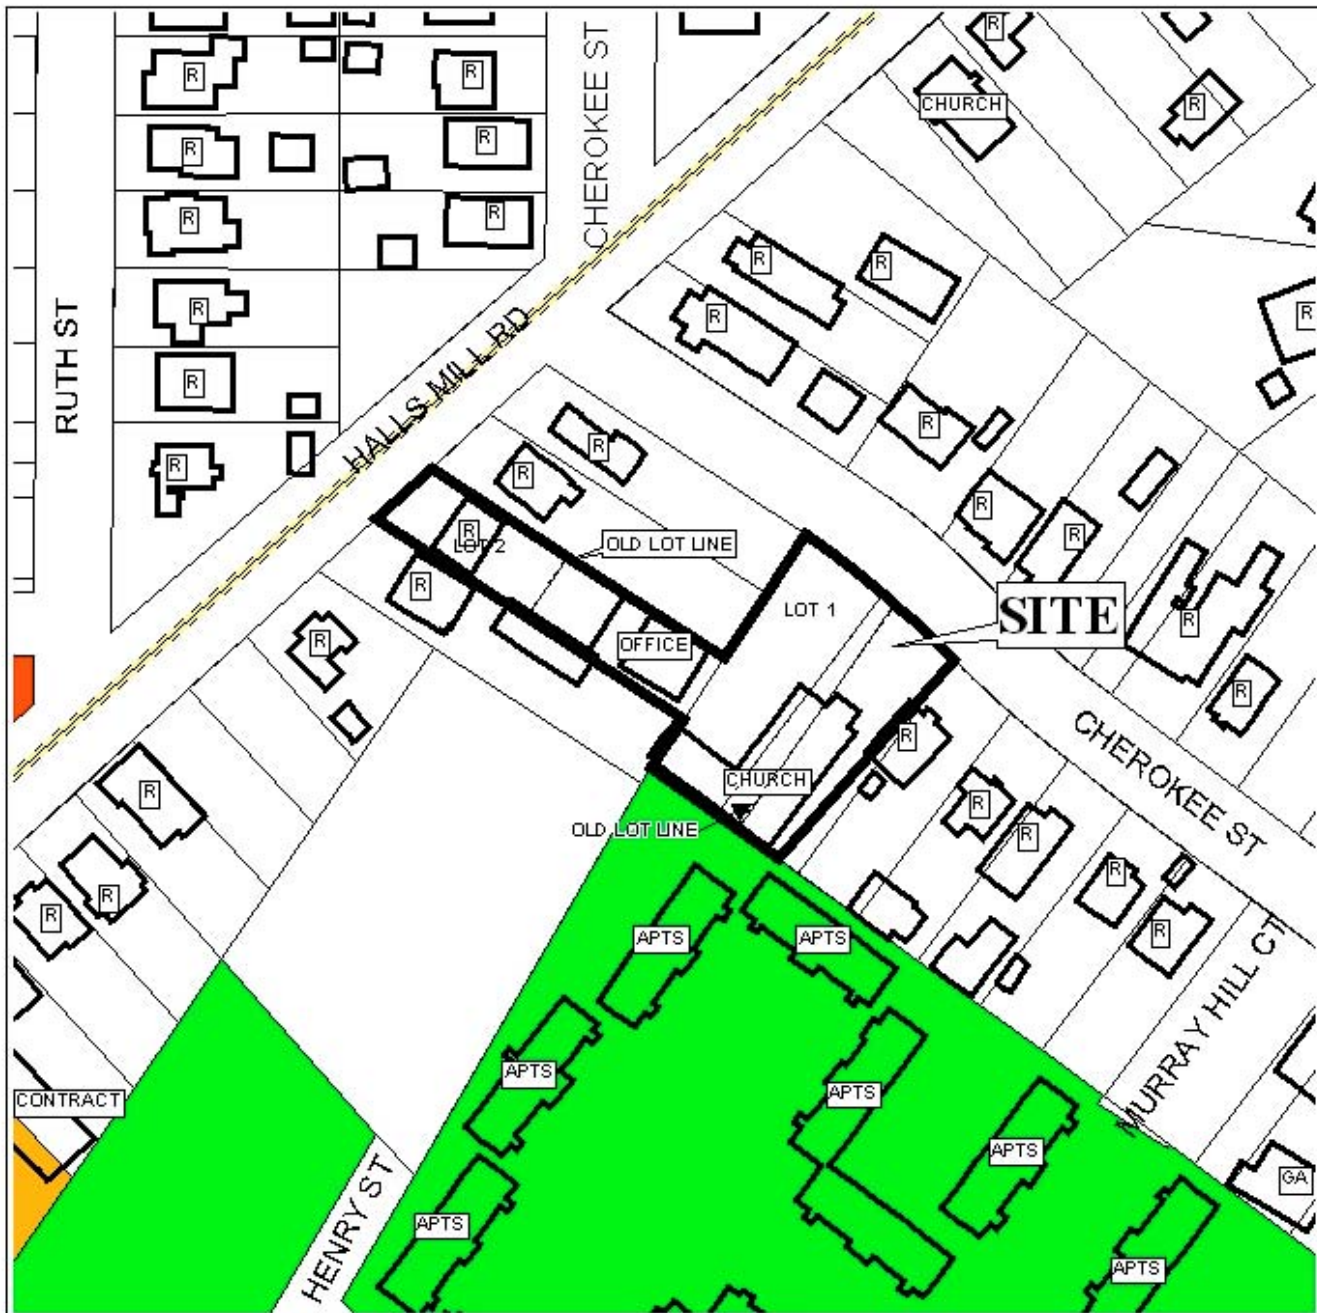 R
R
R
CHEROKEE ST
CHURCH
R
R
R
R
R
R
R
R
R
R
R
RUTH ST
R
HALLS MILL RD
R
R
R
R
R
R
R
R
LOT 2
OLD LOT LINE
R
LOT 1
SITE
R
R
OFFICE
R
R
CHEROKEE ST
CHURCH
OLD LOT LINE
R
R
R
R
R
R
R
R
APTS
APTS
MURRAY HILL CT
APTS
APTS
CONTRACT
APTS
GA
APTS
HENRY ST
APTS